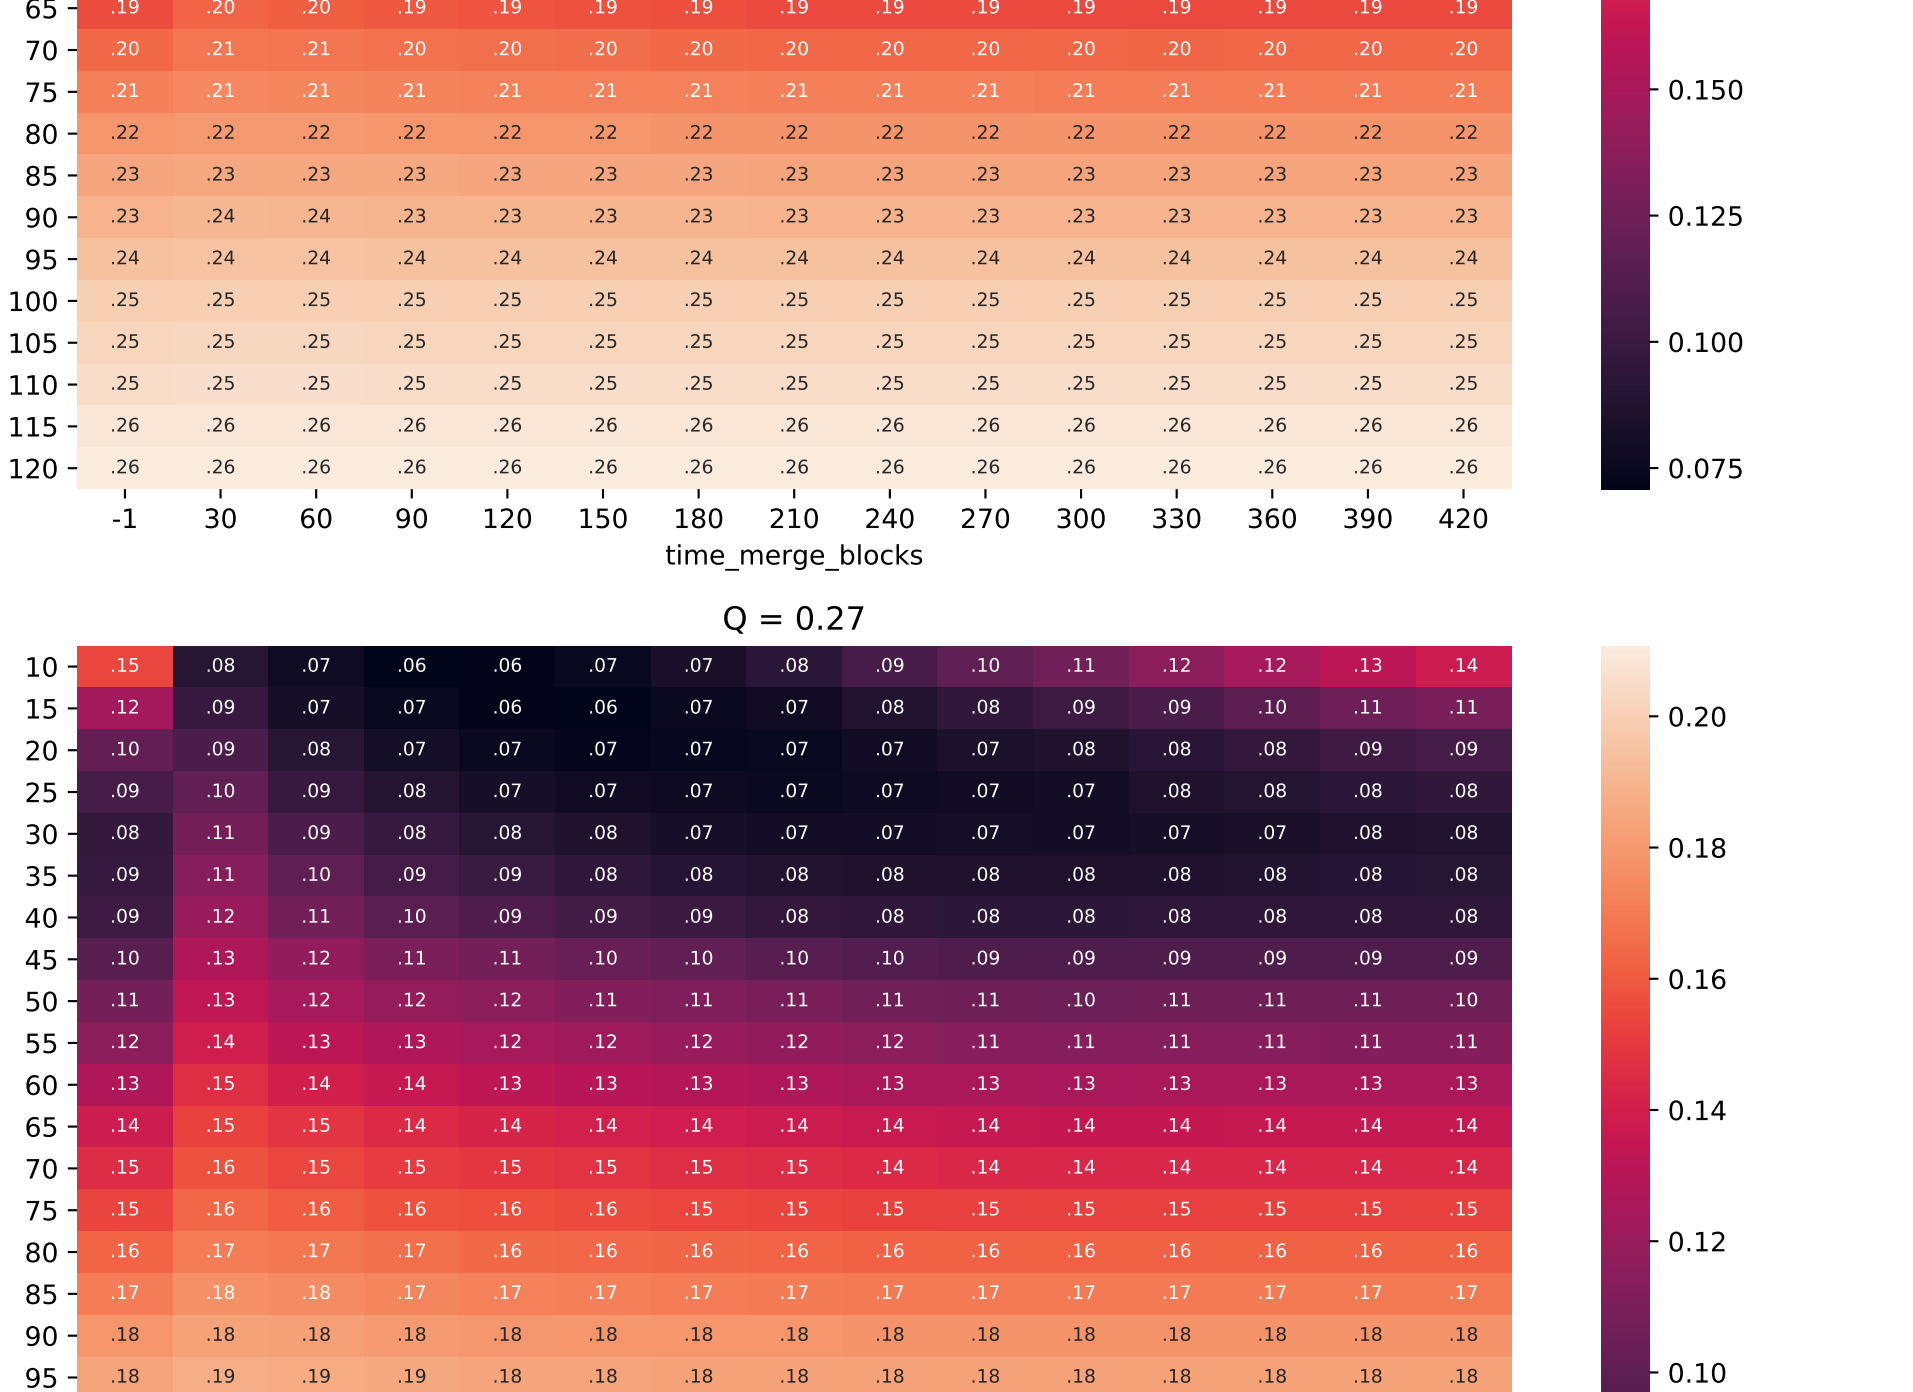 65 .19 .20 .20 .19 .19 .19 .19 .19 .19 .19 .19 .19 .19 .19 .19
70 .20 .21 .21 .20 .20 .20 .20 .20 .20 .20 .20 .20 .20 .20 .20
75 .21 .21 .21 .21 .21 .21 .21 .21 .21 .21 .21 .21 .21 .21 .21 0.150
80 .22 .22 .22 .22 .22 .22 .22 .22 .22 .22 .22 .22 .22 .22 .22
85 .23 .23 .23 .23 .23 .23 .23 .23 .23 .23 .23 .23 .23 .23 .23
90 .23 .24 .24 .23 .23 .23 .23 .23 .23 .23 .23 .23 .23 .23 .23 0.125
95 .24 .24 .24 .24 .24 .24 .24 .24 .24 .24 .24 .24 .24 .24 .24
100 .25 .25 .25 .25 .25 .25 .25 .25 .25 .25 .25 .25 .25 .25 .25
105 .25 .25 .25 .25 .25 .25 .25 .25 .25 .25 .25 .25 .25 .25 .25 0.100
110 .25 .25 .25 .25 .25 .25 .25 .25 .25 .25 .25 .25 .25 .25 .25
115 .26 .26 .26 .26 .26 .26 .26 .26 .26 .26 .26 .26 .26 .26 .26
120 .26 .26 .26 .26 .26 .26 .26 .26 .26 .26 .26 .26 .26 .26 .26 0.075
-1 30 60 90 120 150 180 210 240 270 300 330 360 390 420
time_merge_blocks
Q = 0.27
10 .15 .08 .07 .06 .06 .07 .07 .08 .09 .10 .11 .12 .12 .13 .14
15 .12 .09 .07 .07 .06 .06 .07 .07 .08 .08 .09 .09 .10 .11 .11 0.20
20 .10 .09 .08 .07 .07 .07 .07 .07 .07 .07 .08 .08 .08 .09 .09
25 .09 .10 .09 .08 .07 .07 .07 .07 .07 .07 .07 .08 .08 .08 .08
30 .08 .11 .09 .08 .08 .08 .07 .07 .07 .07 .07 .07 .07 .08 .08 0.18
35 .09 .11 .10 .09 .09 .08 .08 .08 .08 .08 .08 .08 .08 .08 .08
40 .09 .12 .11 .10 .09 .09 .09 .08 .08 .08 .08 .08 .08 .08 .08
45 .10 .13 .12 .11 .11 .10 .10 .10 .10 .09 .09 .09 .09 .09 .09 0.16
50 .11 .13 .12 .12 .12 .11 .11 .11 .11 .11 .10 .11 .11 .11 .10
55 .12 .14 .13 .13 .12 .12 .12 .12 .12 .11 .11 .11 .11 .11 .11
60 .13 .15 .14 .14 .13 .13 .13 .13 .13 .13 .13 .13 .13 .13 .13
65 .14 .15 .15 .14 .14 .14 .14 .14 .14 .14 .14 .14 .14 .14 .14 0.14
70 .15 .16 .15 .15 .15 .15 .15 .15 .14 .14 .14 .14 .14 .14 .14
75 .15 .16 .16 .16 .16 .16 .15 .15 .15 .15 .15 .15 .15 .15 .15
80 .16 .17 .17 .17 .16 .16 .16 .16 .16 .16 .16 .16 .16 .16 .16 0.12
85 .17 .18 .18 .17 .17 .17 .17 .17 .17 .17 .17 .17 .17 .17 .17
90 .18 .18 .18 .18 .18 .18 .18 .18 .18 .18 .18 .18 .18 .18 .18
95 .18 .19 .19 .19 .18 .18 .18 .18 .18 .18 .18 .18 .18 .18 .18 0.10